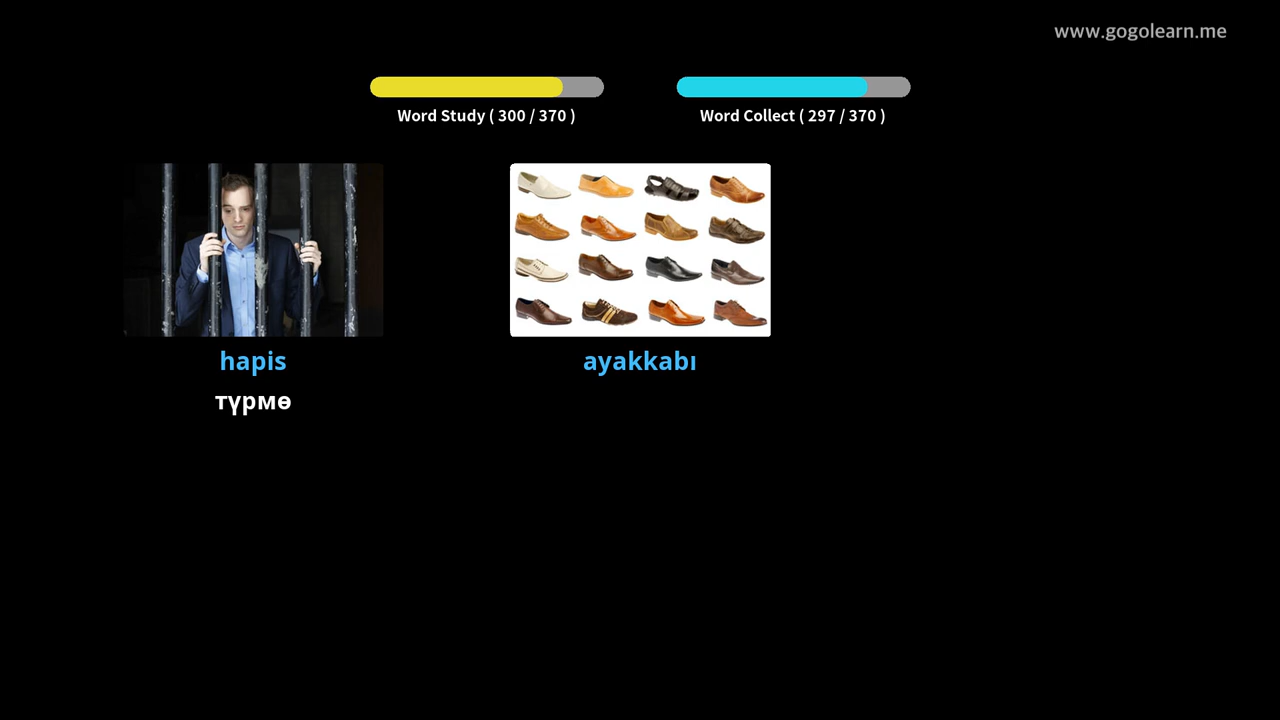 www.gogolearn.me
Word Study ( 300 / 370 )
Word Collect ( 297 / 370 )
hapis
ayakkabı
түрмө